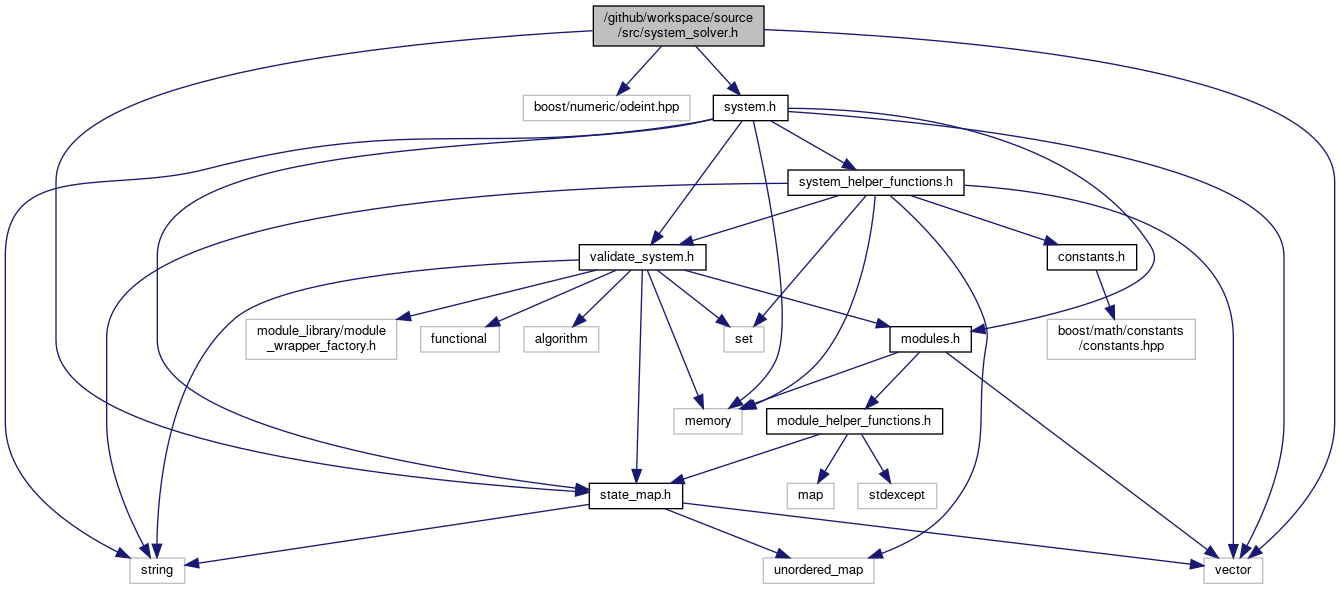 /github/workspace/source
/src/system_solver.h
boost/numeric/odeint.hpp
system.h
system_helper_functions.h
validate_system.h
constants.h
module_library/module
_wrapper_factory.h
functional
algorithm
set
modules.h
boost/math/constants
/constants.hpp
memory
module_helper_functions.h
state_map.h
map
stdexcept
string
unordered_map
vector